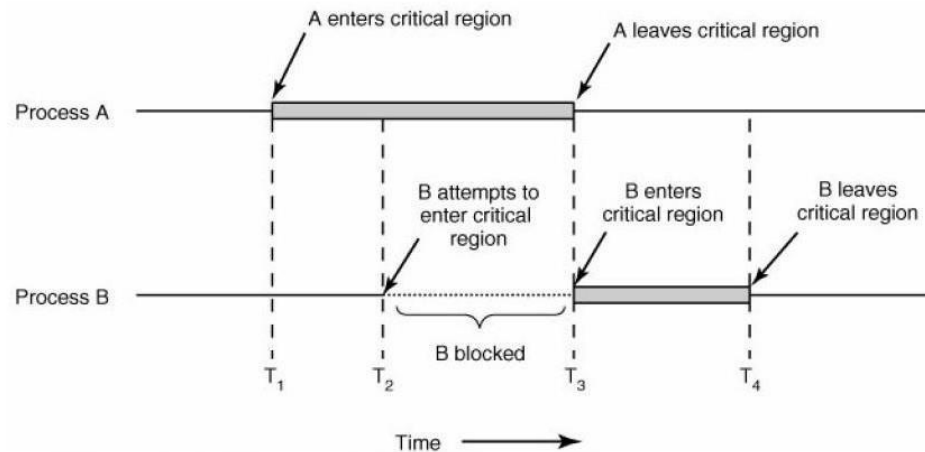 A enters critical region
A leaves critical region
Process A
B attempts to
enter critical
region
B enters
critical region
B leaves
critical region
Process B
B blocked
T1
T2
T3
T4
Time